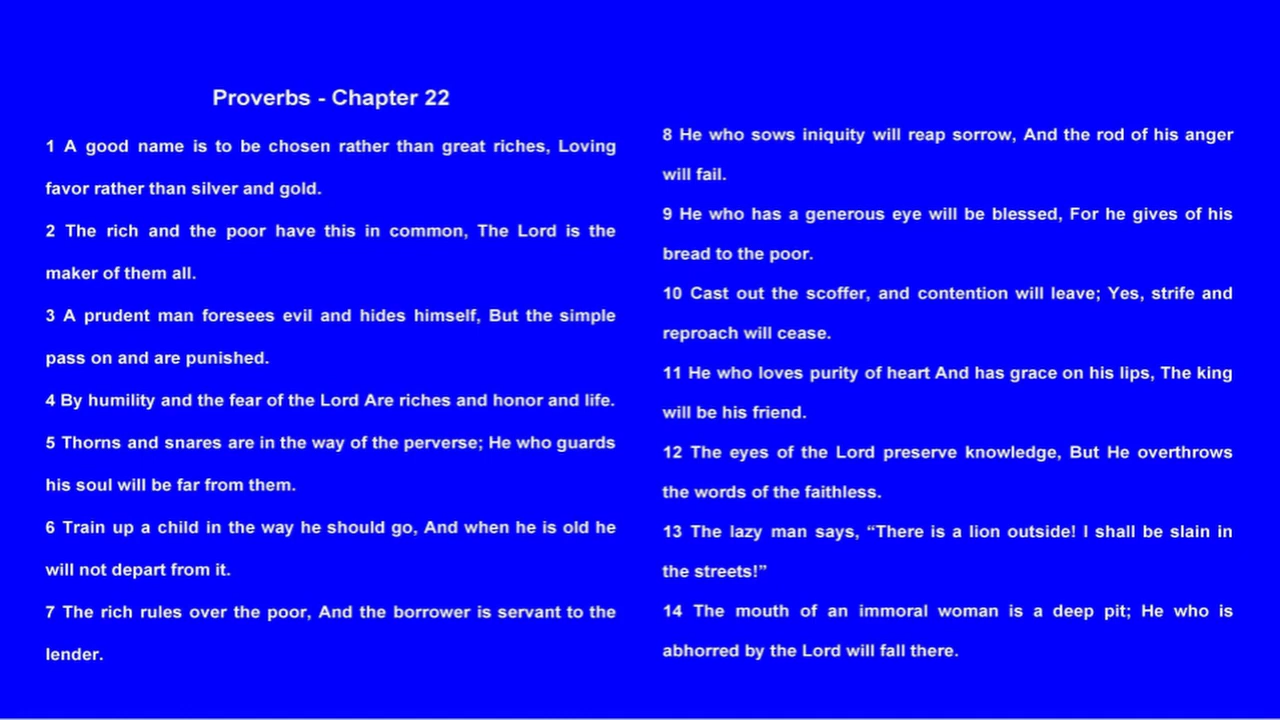 Proverbs - Chapter 22
1 A good name is to be chosen rather than great riches, Loving
favor rather than silver and gold.
2 The rich and the poor have this in common, The Lord is the
maker of them all.
3 A prudent man foresees evil and hides himself, But the simple
pass on and are punished.
4 By humility and the fear of the Lord Are riches and honor and life.
5 Thorns and snares are in the way of the perverse; He who guards
his soul will be far from them.
6 Train up a child in the way he should go, And when he is old he
will not depart from it.
7 The rich rules over the poor, And the borrower is servant to the
lender.
8 He who sows iniquity will reap sorrow, And the rod of his anger
will fail.
9 He who has a generous eye will be blessed, For he gives of his
bread to the poor.
10 Cast out the scoffer, and contention will leave; Yes, strife and
reproach will cease.
11 He who loves purity of heart And has grace on his lips, The king
will be his friend.
12 The eyes of the Lord preserve knowledge, But He overthrows
the words of the faithless.
13 The lazy man says, “There is a lion outside! I shall be slain in
the streets!”
14 The mouth of an immoral woman is a deep pit; He who is
abhorred by the Lord will fall there.